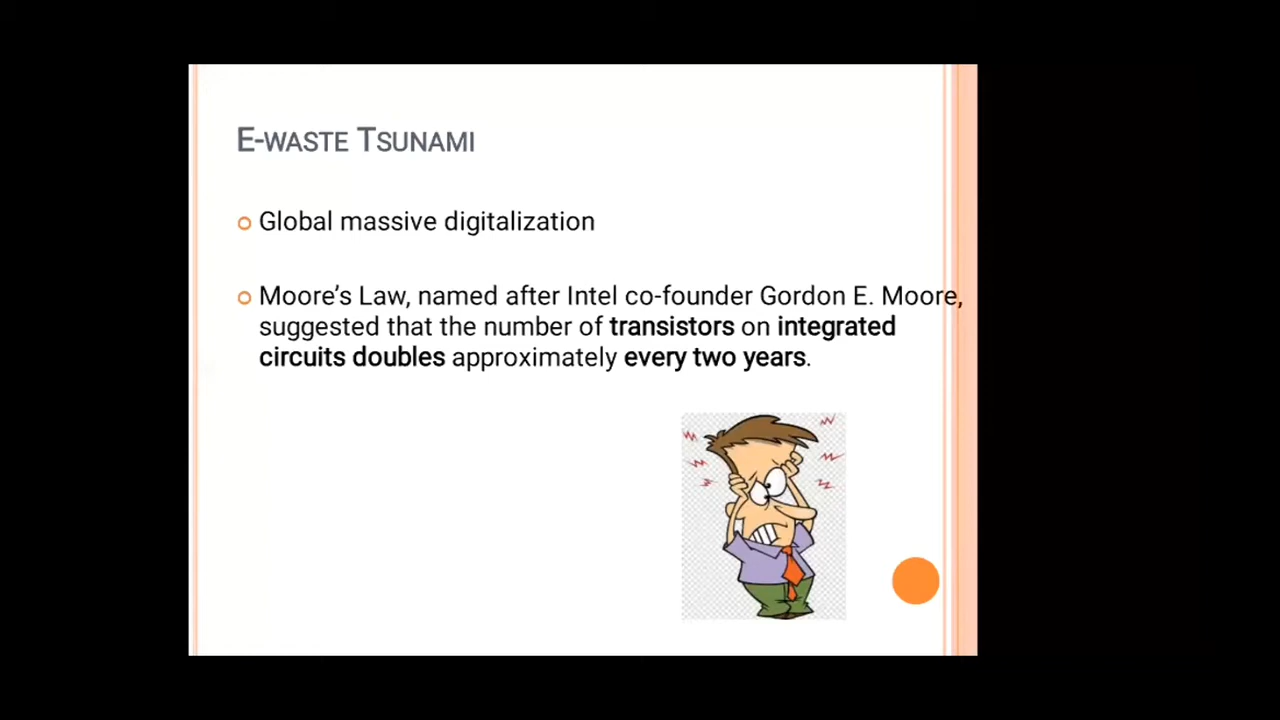 E-WASTE TSUNAMI
Global massive digitalization
Moore's Law, named after Intel co-founder Gordon E. Moore,
suggested that the number of transistors on integrated
circuits doubles approximately every two years.